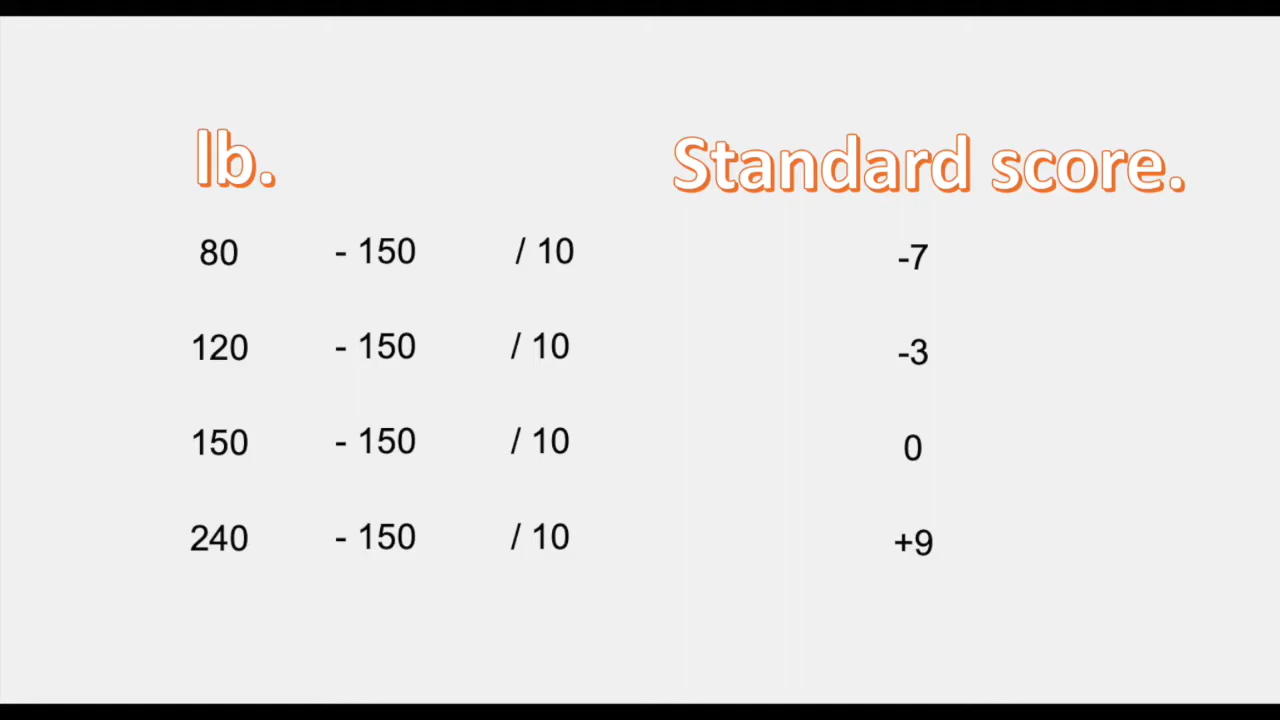 lb. Standard score.
80 - 150 / 10 -7
120 - 150 / 10 -3
150 - 150 / 10 0
240 - 150 / 10 +9